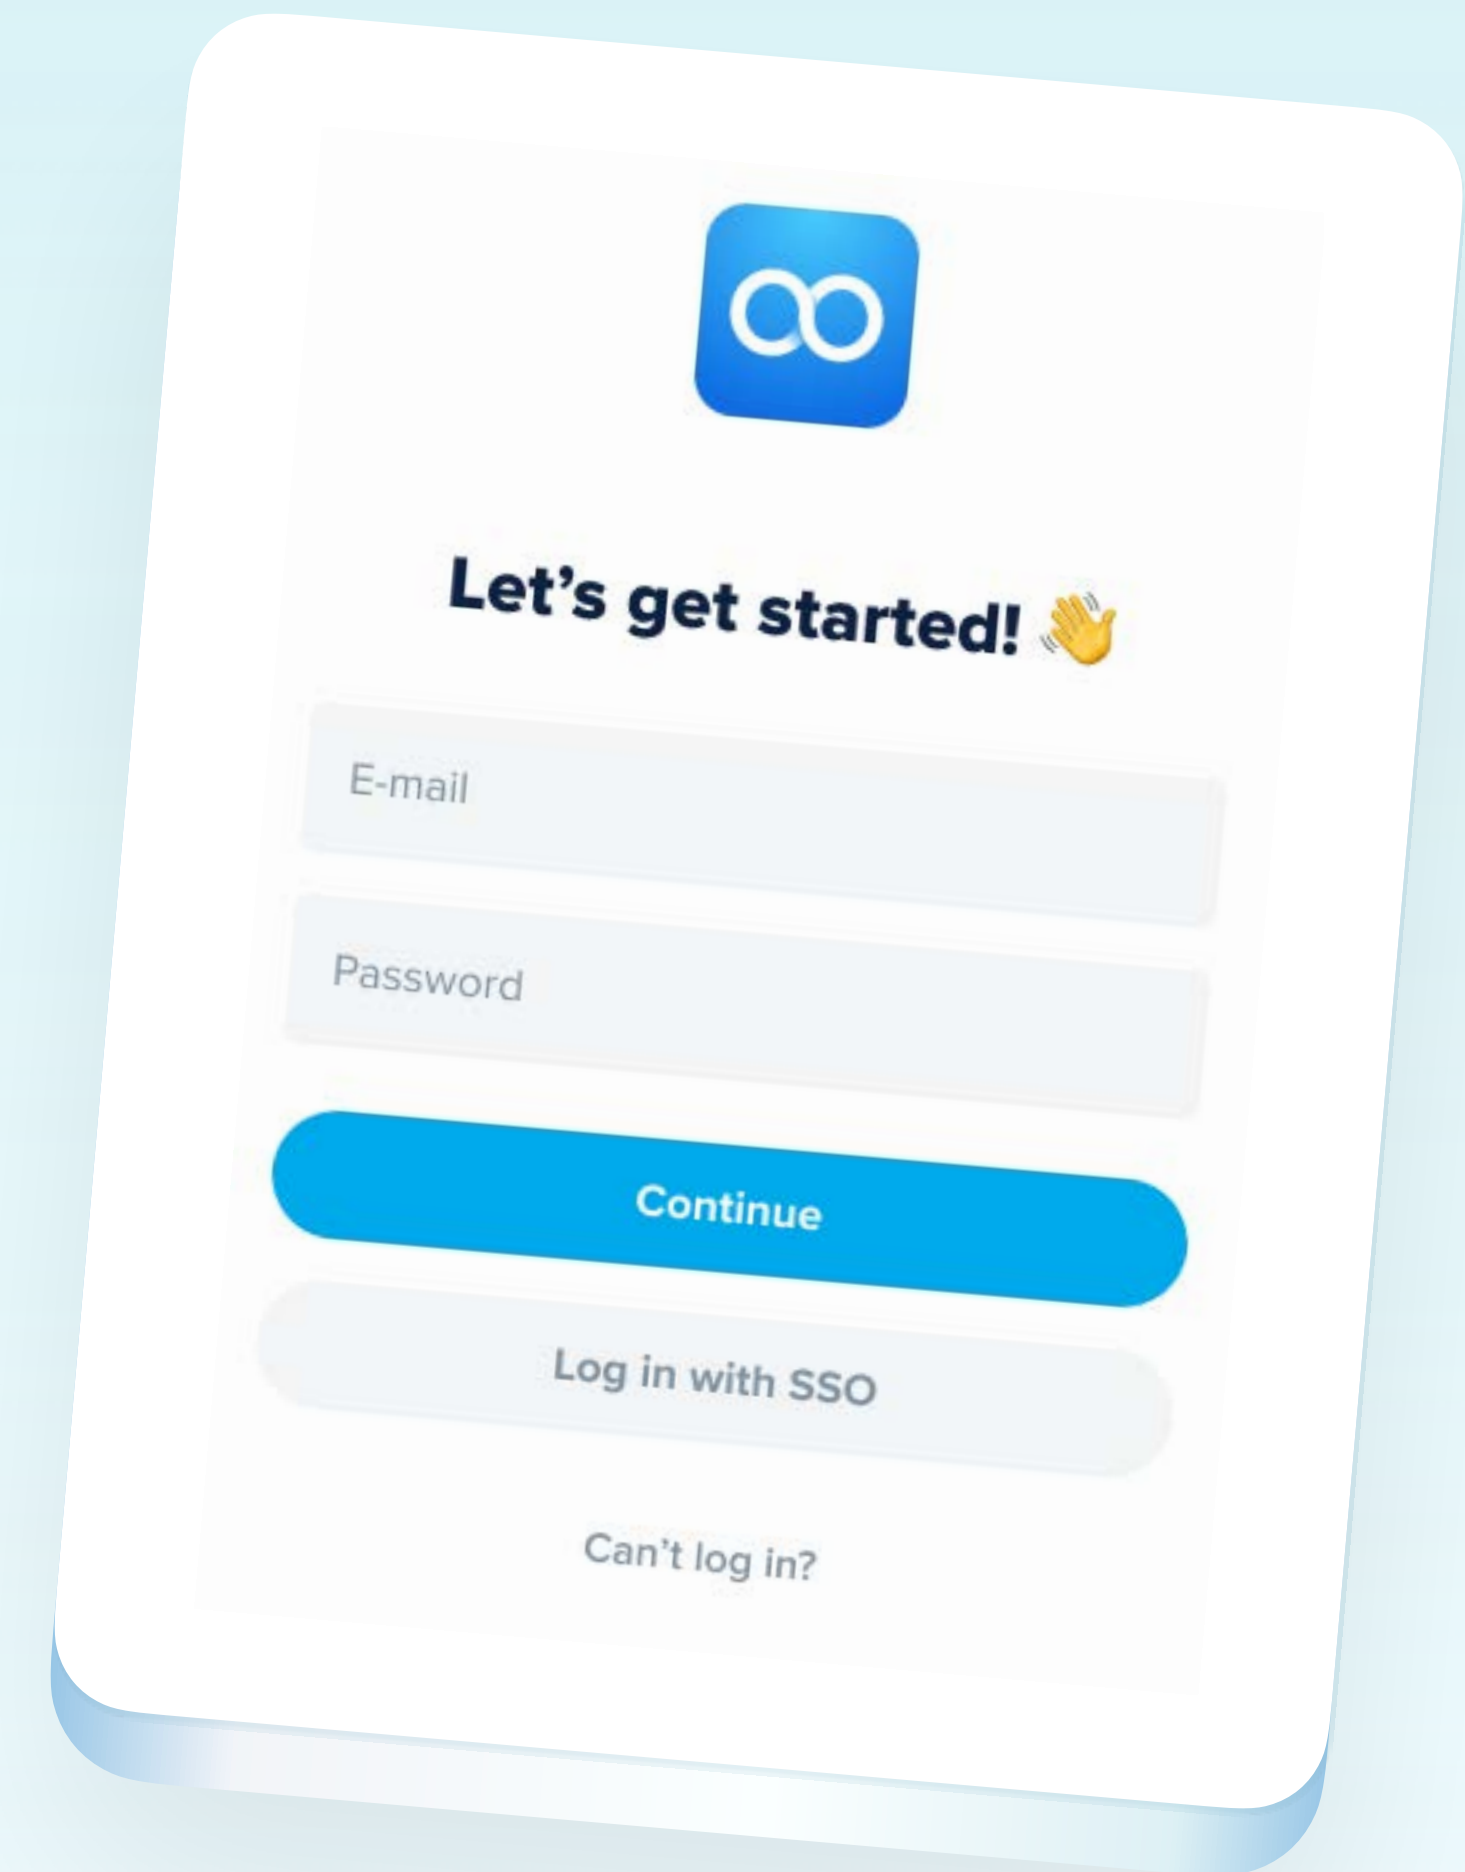 Let’s get started! 👋
E-mail
Password
Continue
Log in with SSO
Can’t log in?